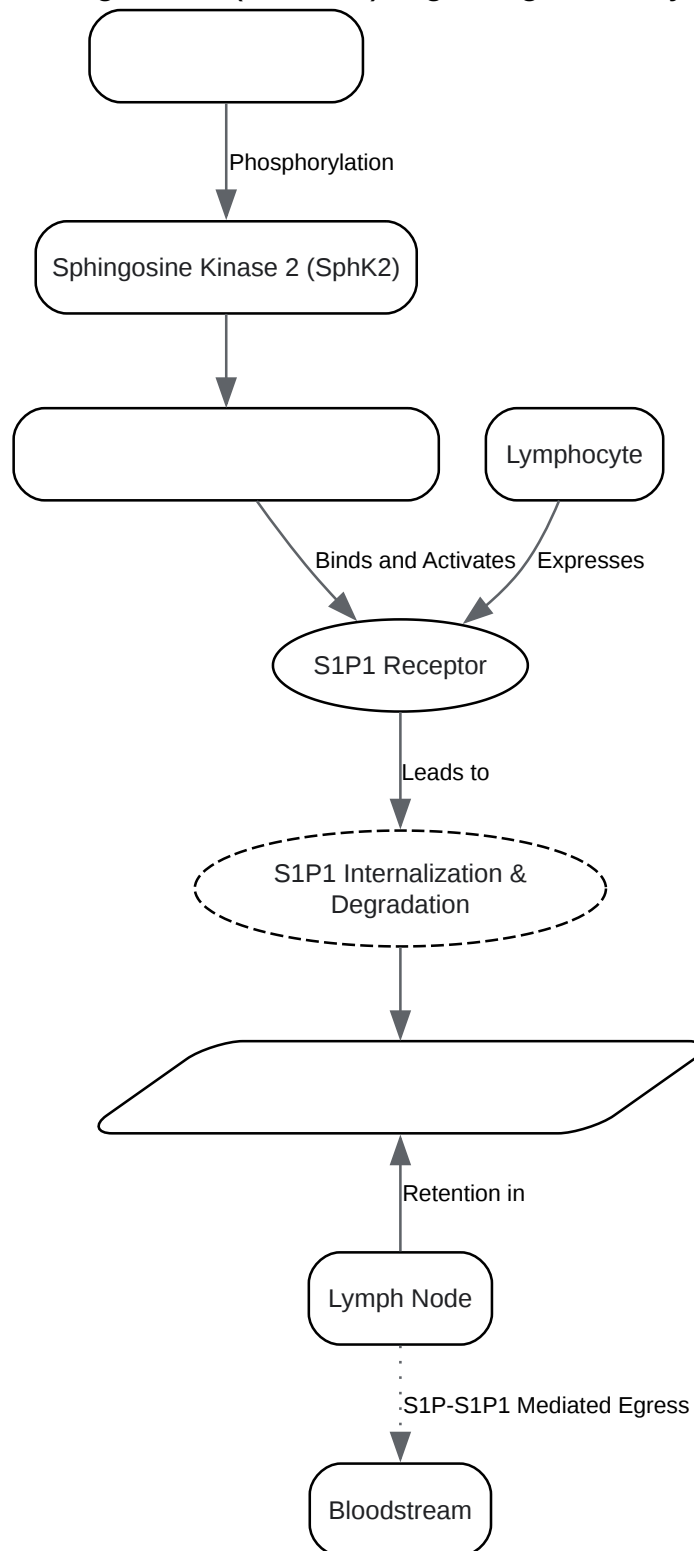 Phosphorylation
Sphingosine Kinase 2 (SphK2)
Lymphocyte
Binds and Activates
Expresses
S1P1 Receptor
Leads to
S1P1 Internalization &
Degradation
Retention in
Lymph Node
S1P-S1P1 Mediated Egress
Bloodstream